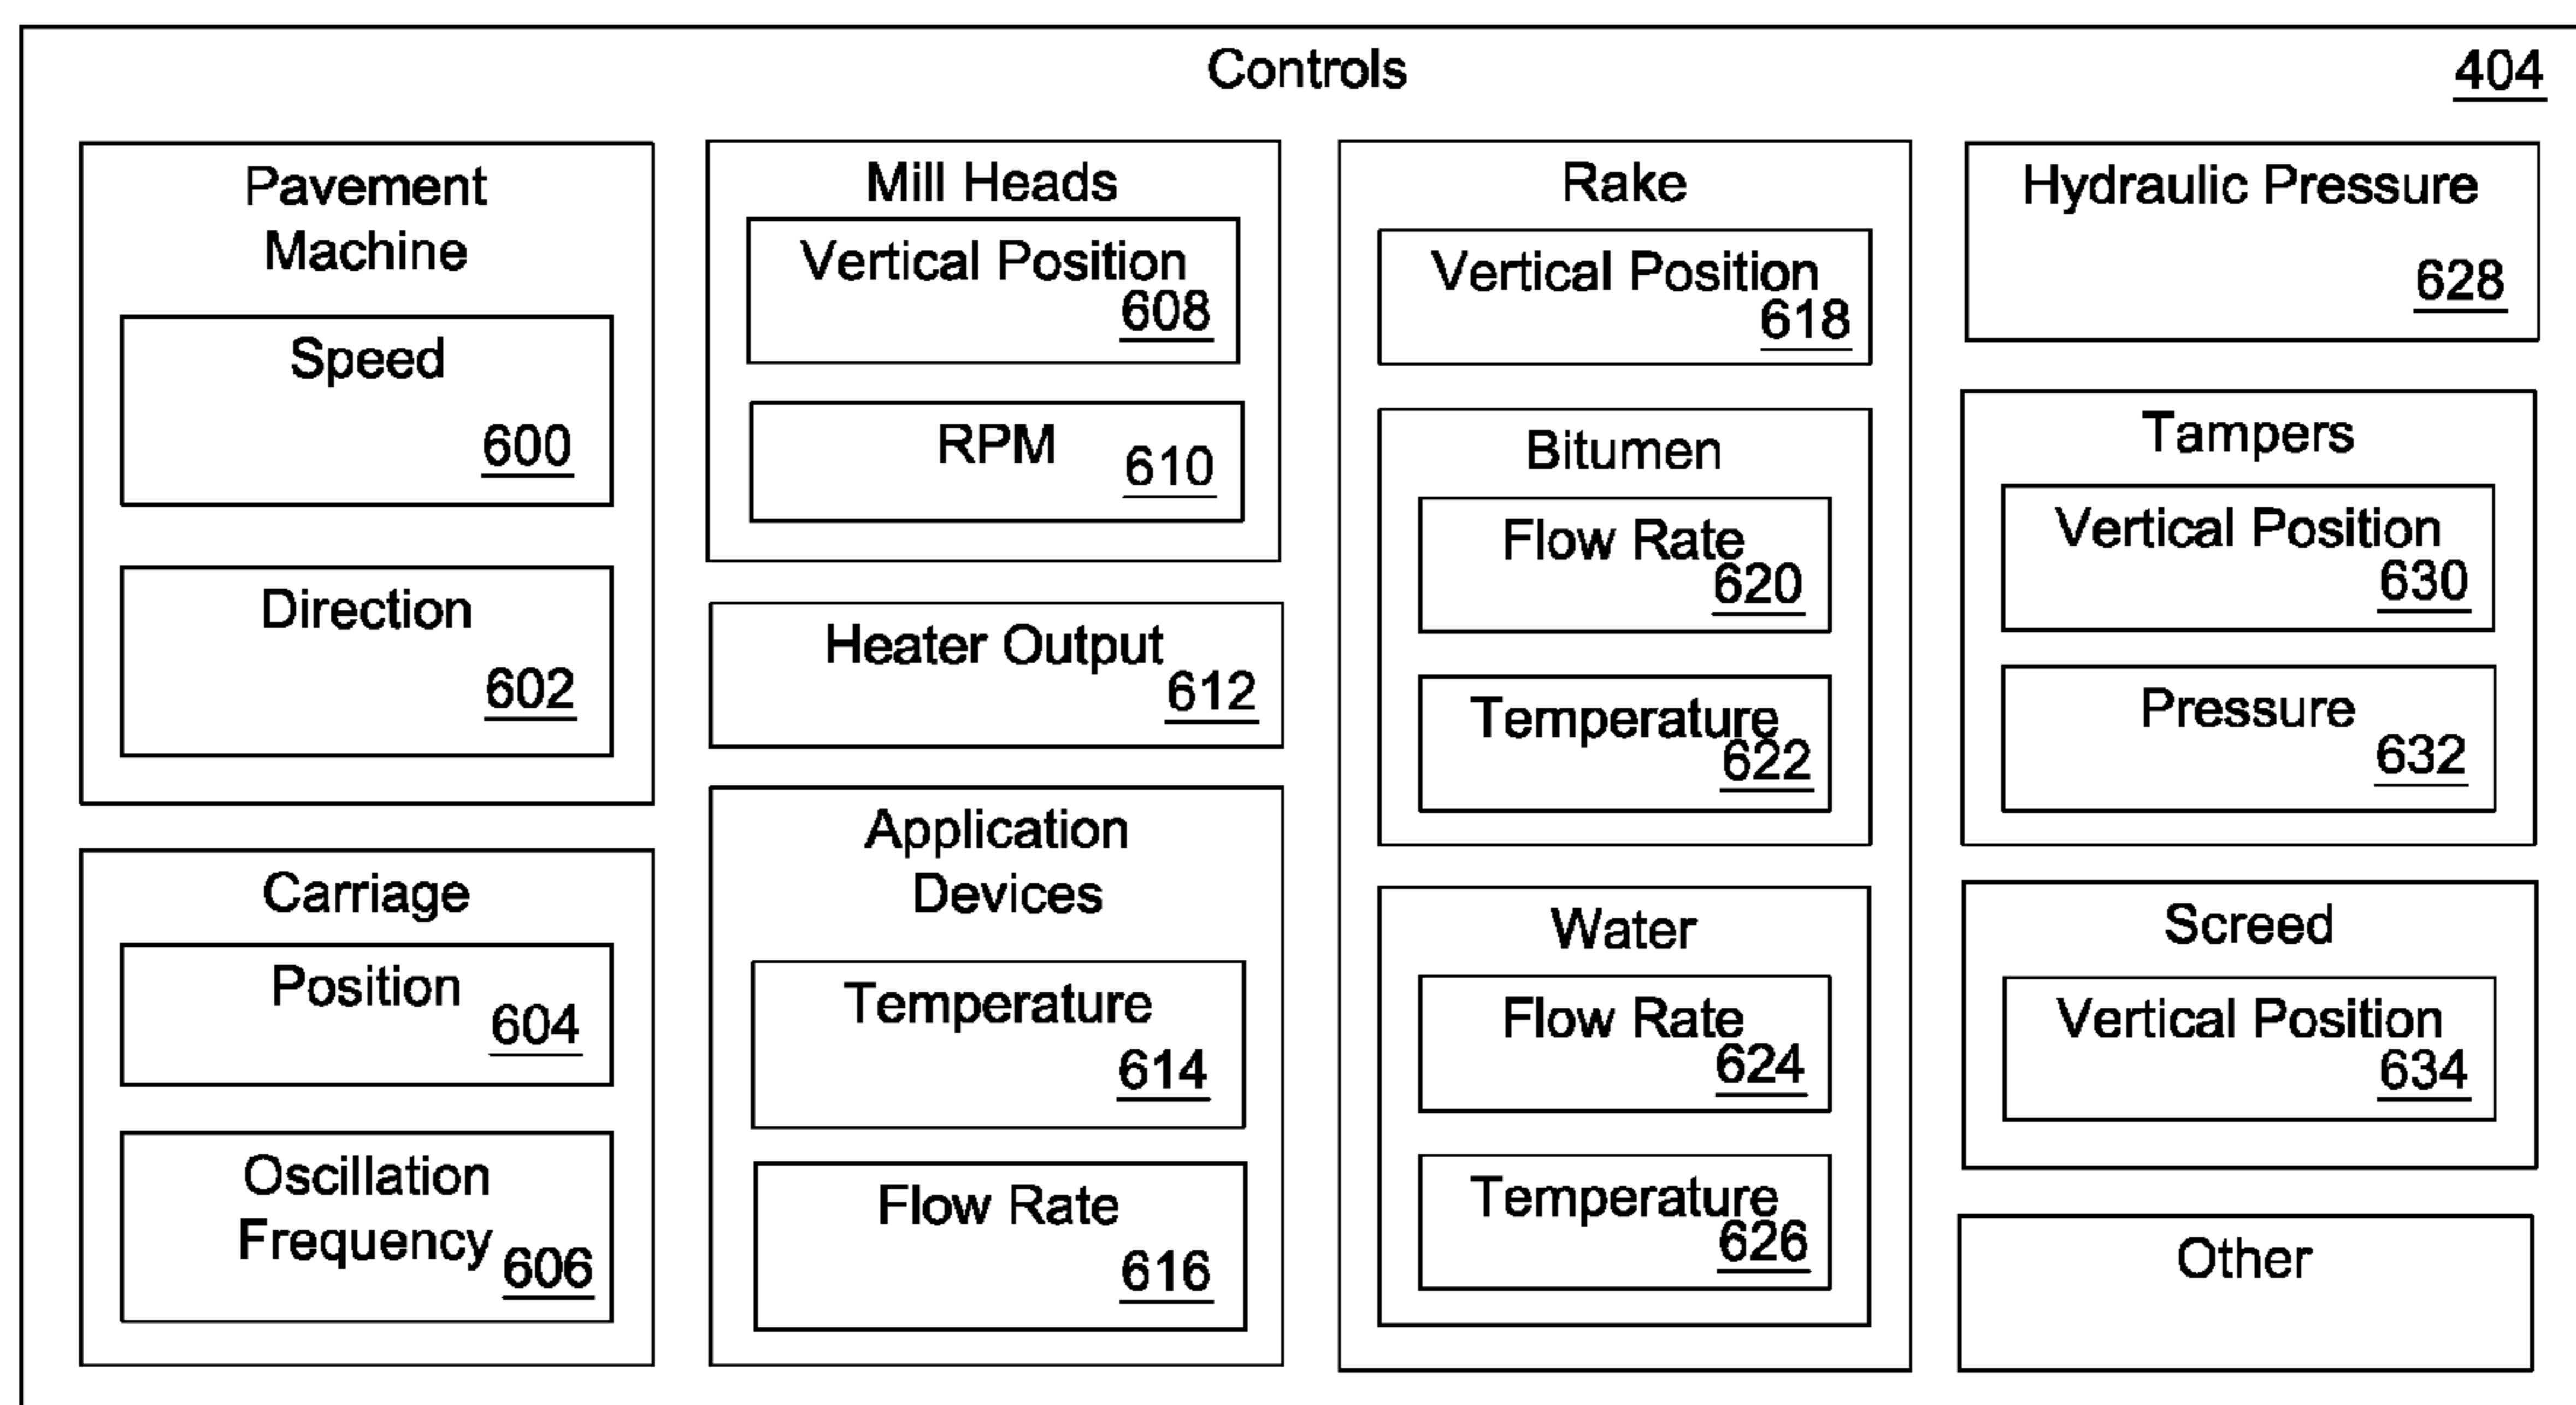 Controls
404
Pavement
Machine
Speed
600
Direction
602
Carriage
Position
604
Oscillation
Frequency
606
Mill Heads
Vertical Position
608
RPM
610
Heater Output
612
Application
Devices
Temperature
614
Flow Rate
616
Rake
Vertical Position
618
Bitumen
Flow Rate
620
Temperature
622
Water
Flow Rate
624
Temperature
626
Hydraulic Pressure
628
Tampers
Vertical Position
630
Pressure
632
Screed
Vertical Position
634
Other